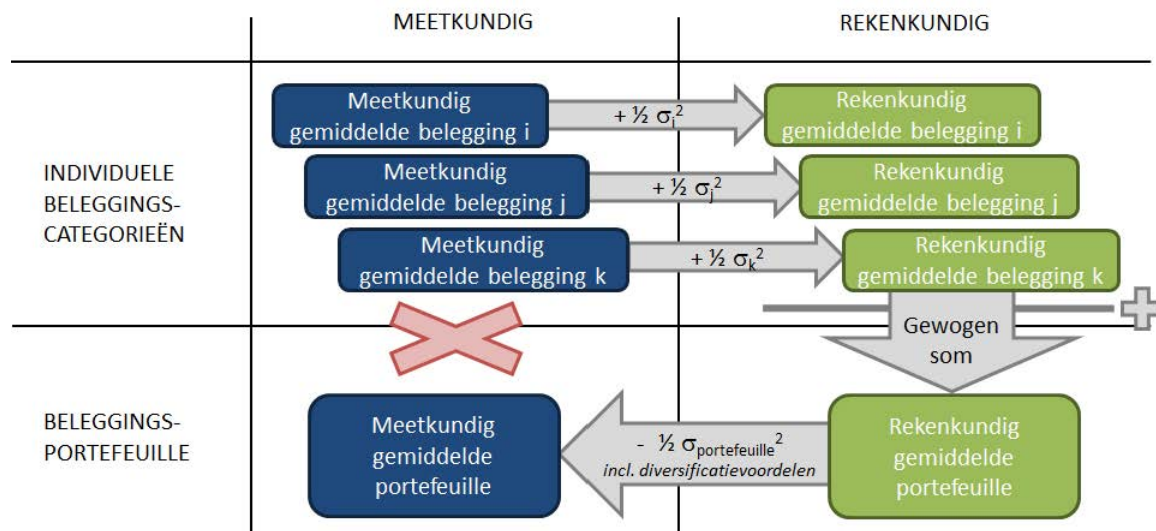 MEETKUNDIG
REKENKUNDIG
INDIVIDUELE
BELEGGINGS-
CATEGORIEËN
Meetkundig
gemiddelde belegging i
+ ½ σᵢ²
Rekenkundig
gemiddelde belegging i
Meetkundig
gemiddelde belegging j
+ ½ σⱼ²
Rekenkundig
gemiddelde belegging j
Meetkundig
gemiddelde belegging k
+ ½ σₖ²
Rekenkundig
gemiddelde belegging k
Gewogen
som
BELEGGINGS-
PORTEFEUILLE
Meetkundig
gemiddelde
portefeuille
- ½ σportefeuille²
incl. diversificatievoordelen
Rekenkundig
gemiddelde
portefeuille